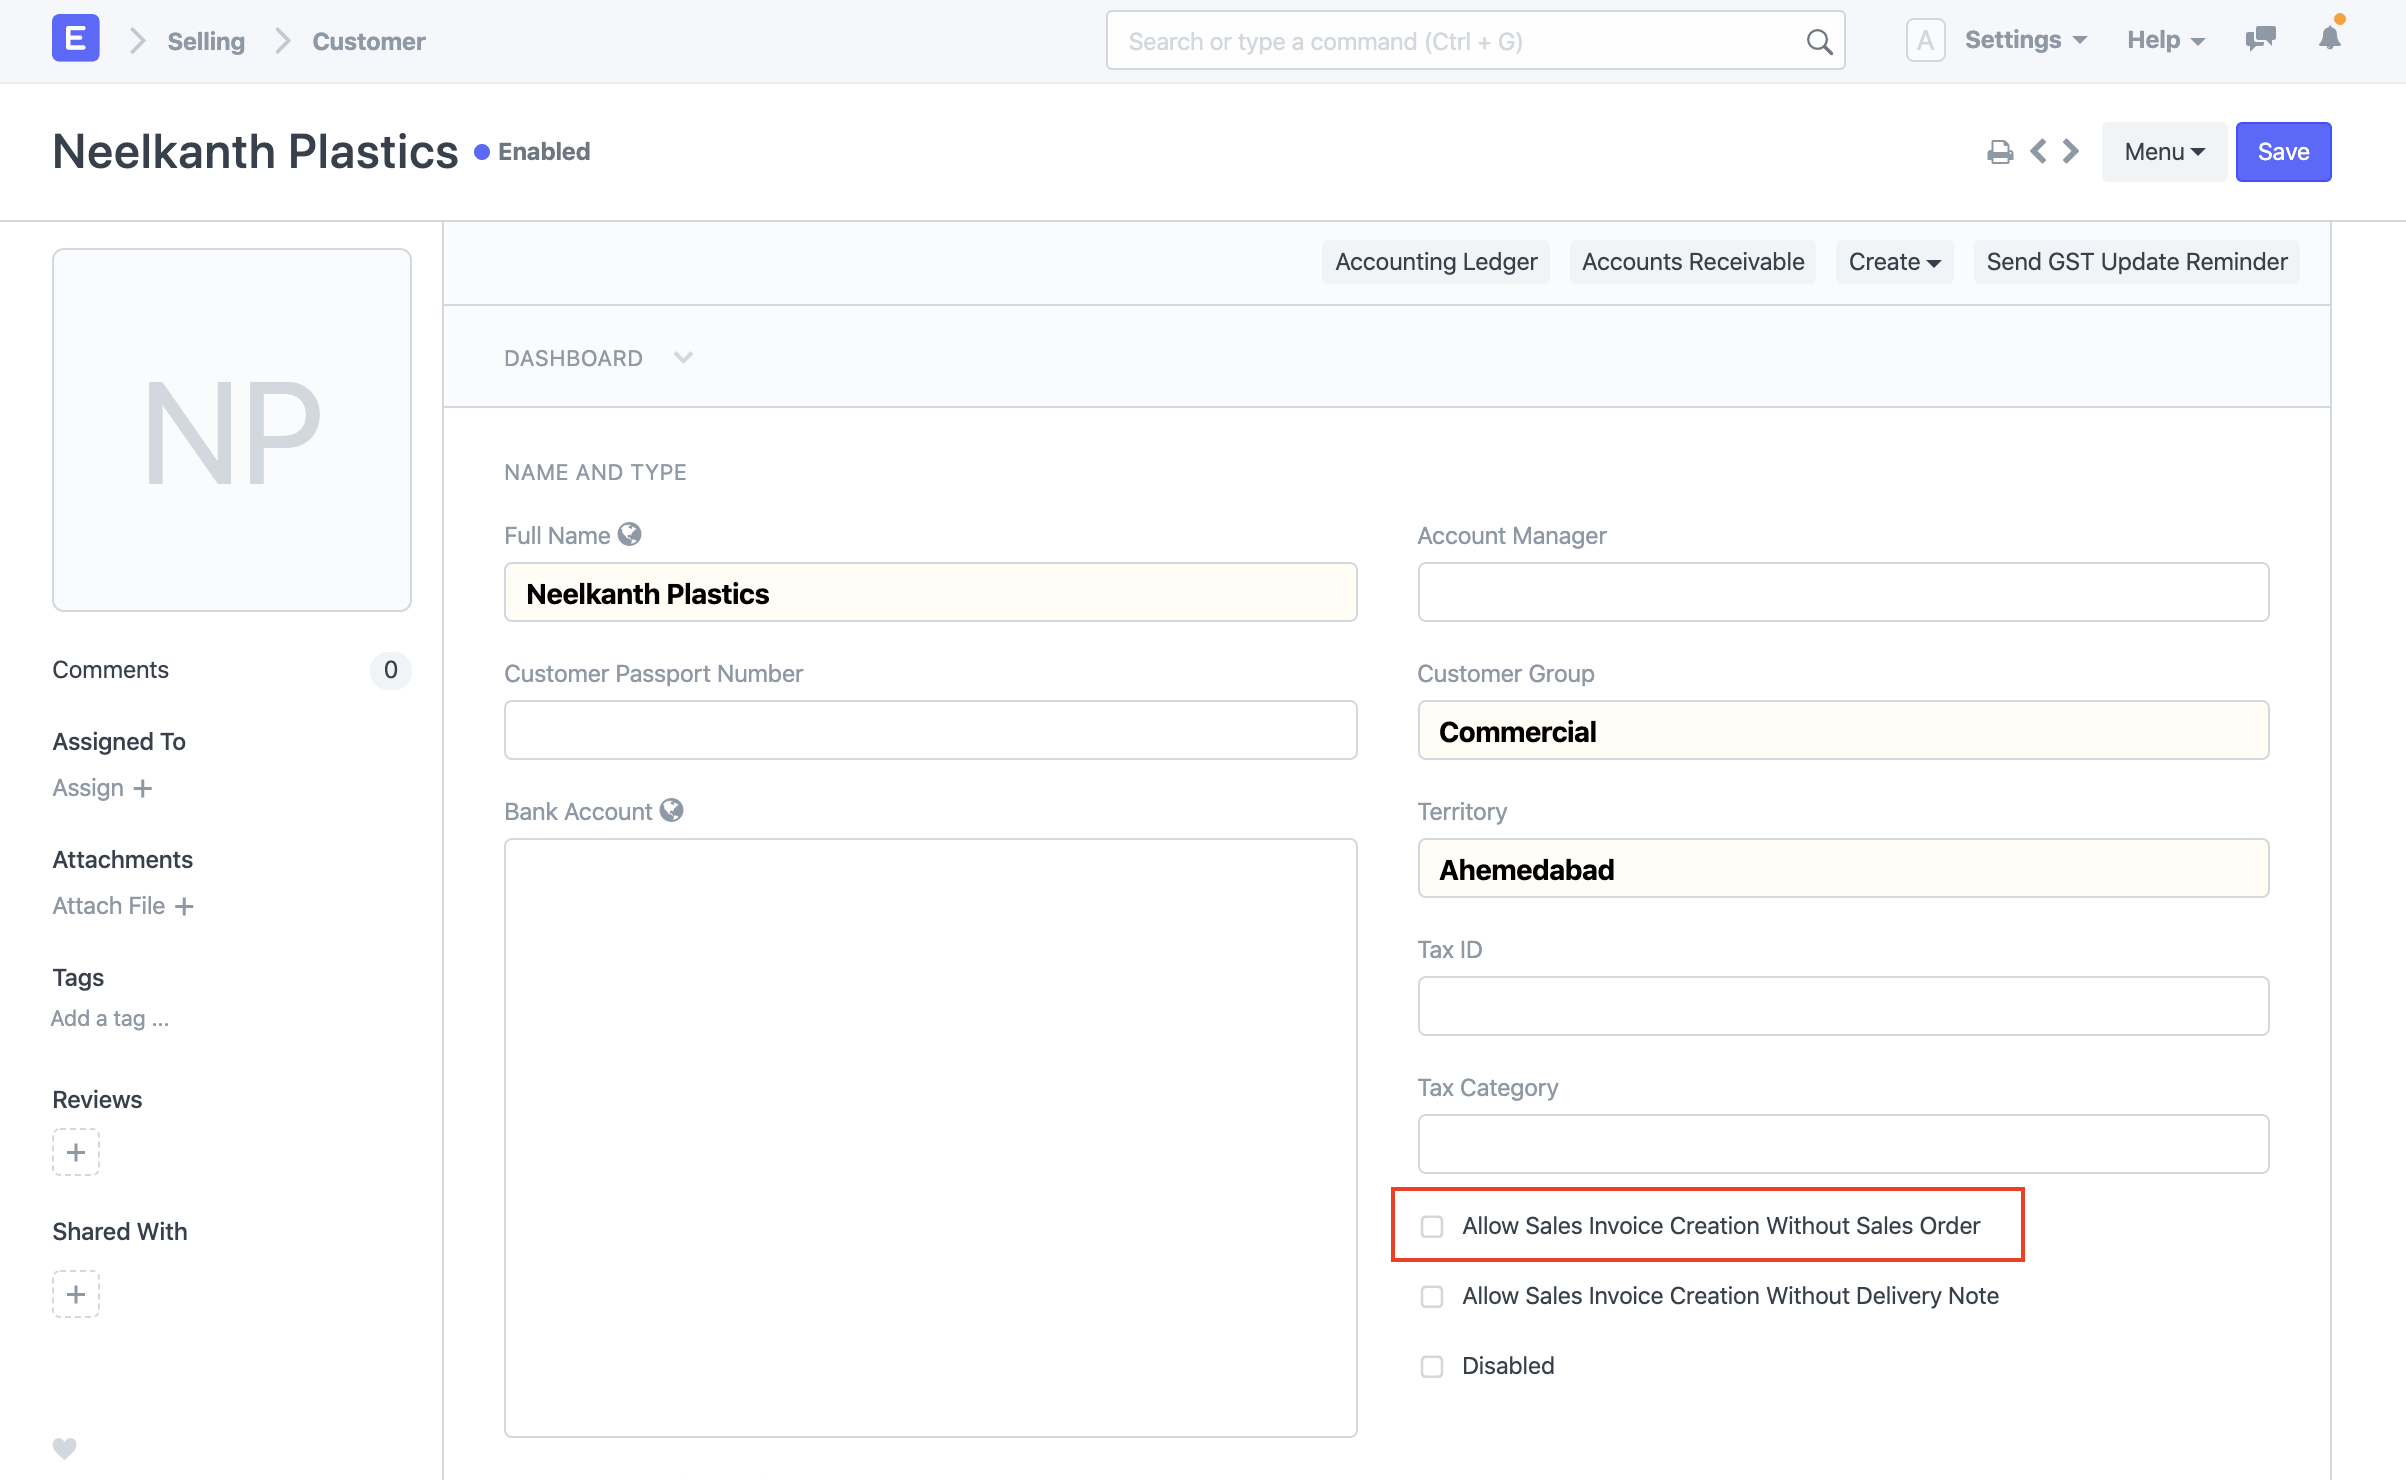 E
Selling
Customer
Search or type a command (Ctrl + G)
A
Settings
Help
Neelkanth Plastics
Enabled
Menu
Save
Accounting Ledger
Accounts Receivable
Create
Send GST Update Reminder
NP
DASHBOARD
NAME AND TYPE
Full Name
Neelkanth Plastics
Customer Passport Number
Bank Account
Account Manager
Customer Group
Commercial
Territory
Ahemedabad
Tax ID
Tax Category
Allow Sales Invoice Creation Without Sales Order
Allow Sales Invoice Creation Without Delivery Note
Disabled
Comments
0
Assigned To
Assign +
Attachments
Attach File +
Tags
Add a tag ...
Reviews
+
Shared With
+